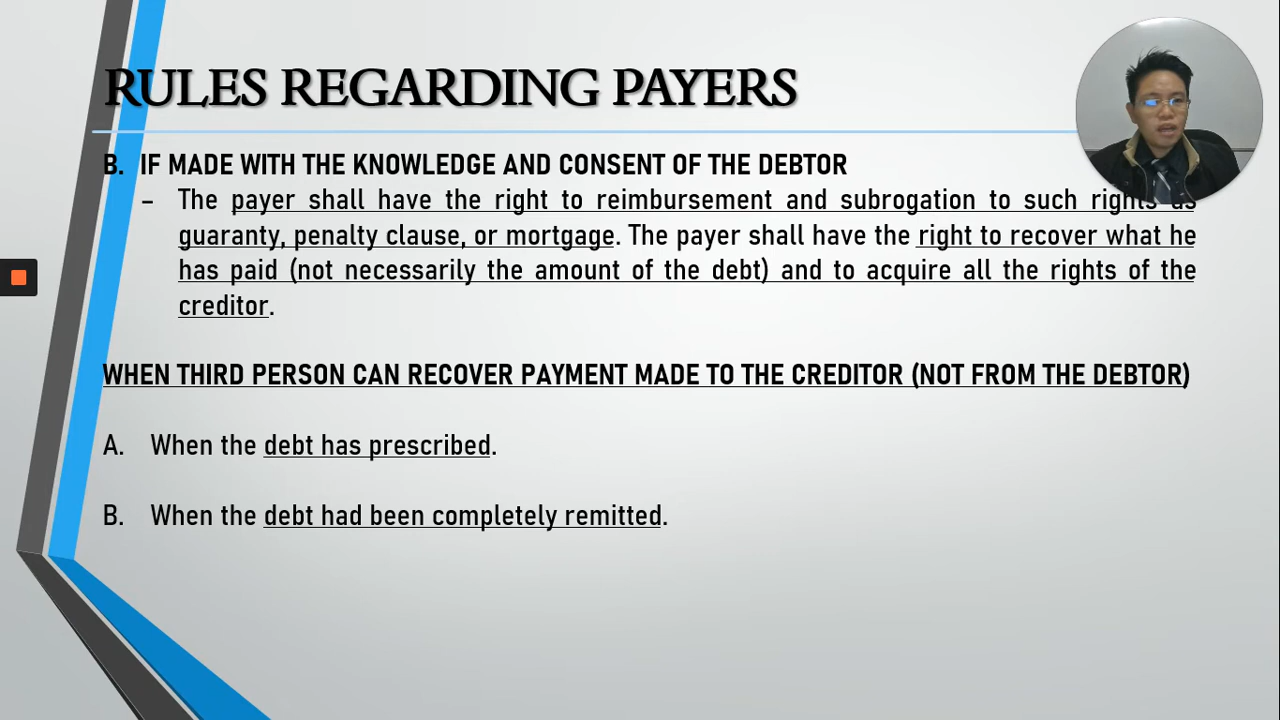 RULES REGARDING PAYERS
B. IF MADE WITH THE KNOWLEDGE AND CONSENT OF THE DEBTOR
– The payer shall have the right to reimbursement and subrogation to such rights as
guaranty, penalty clause, or mortgage. The payer shall have the right to recover what he
has paid (not necessarily the amount of the debt) and to acquire all the rights of the
creditor.
WHEN THIRD PERSON CAN RECOVER PAYMENT MADE TO THE CREDITOR (NOT FROM THE DEBTOR)
A. When the debt has prescribed.
B. When the debt had been completely remitted.